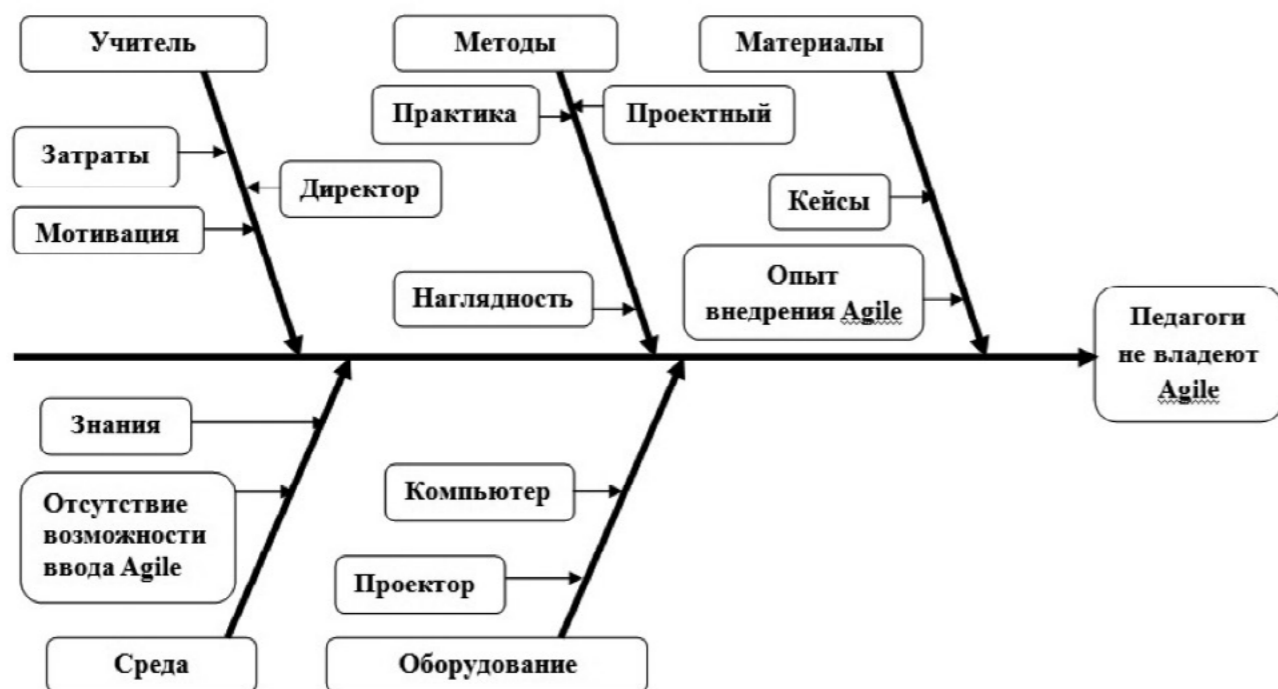 Учитель
Методы
Материалы
Практика
Проектный
Затраты
Директор
Кейсы
Мотивация
Наглядность
Опыт
внедрения Agile
Педагоги
не владеют
Agile
Знания
Компьютер
Отсутствие
возможности
ввода Agile
Проектор
Среда
Оборудование